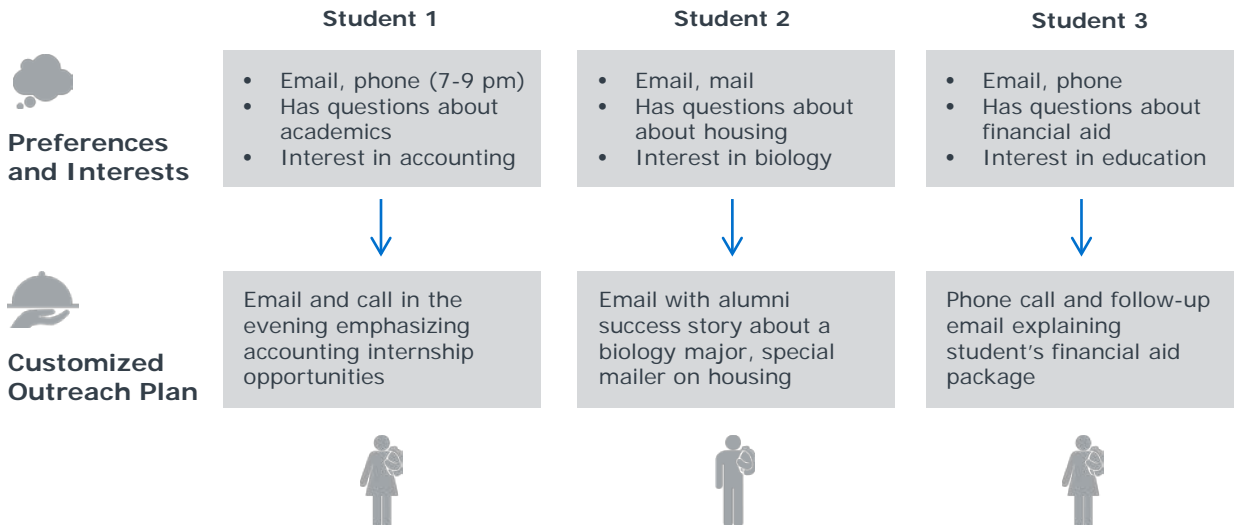 Student 1
Student 2
Student 3
Preferences
and Interests
• Email, phone (7-9 pm)
• Has questions about
academics
• Interest in accounting
• Email, mail
• Has questions about
about housing
• Interest in biology
• Email, phone
• Has questions about
financial aid
• Interest in education
Customized
Outreach Plan
Email and call in the
evening emphasizing
accounting internship
opportunities
Email with alumni
success story about a
biology major, special
mailer on housing
Phone call and follow-up
email explaining
student's financial aid
package